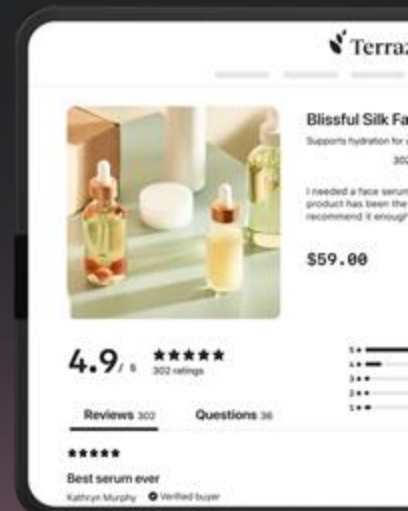 Terraz
Blissful Silk Fa
Supports hydration for
302
I needed a face serum
product has been the
recommend it enough
$59.00
4.9 / 5
302 ratings
5
4
3
2
1
Reviews 302
Questions 36
Best serum ever
Kathryn Murphy Verified buyer